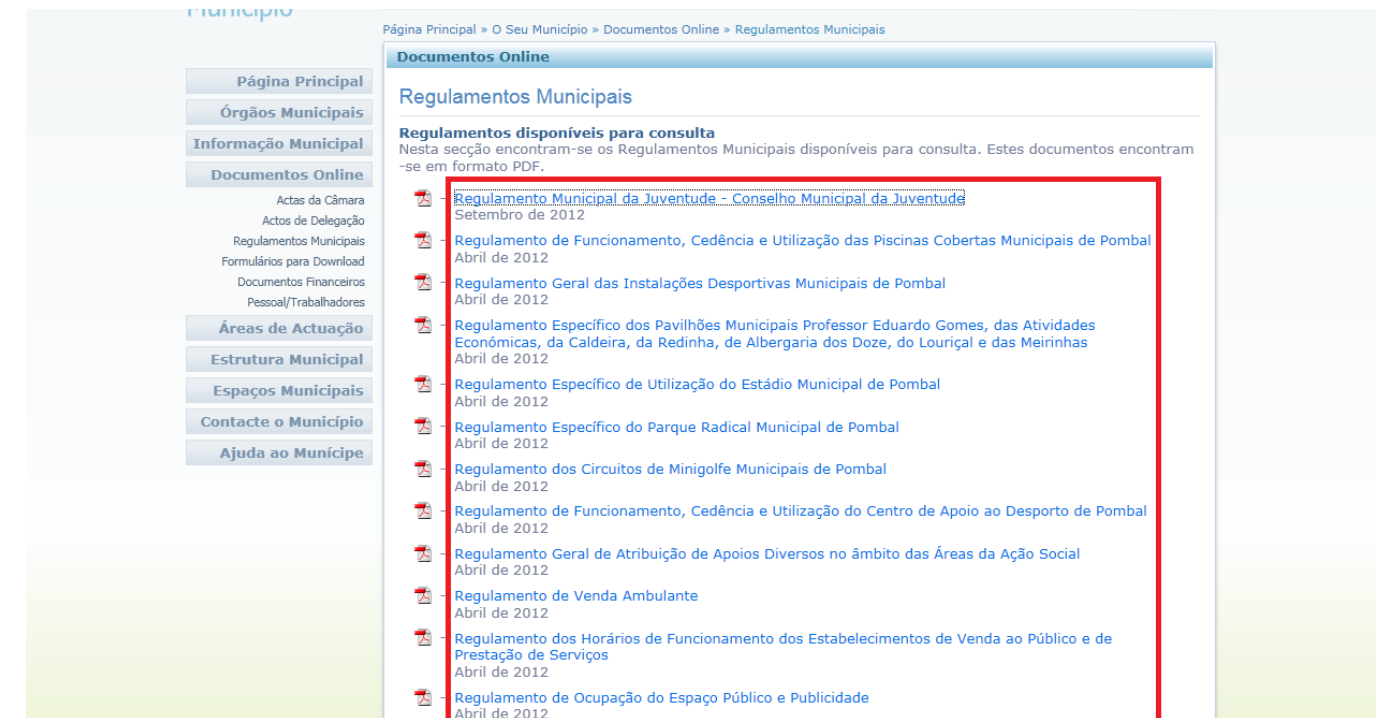 Município
Página Principal » O Seu Município » Documentos Online » Regulamentos Municipais
Documentos Online
Página Principal
Órgãos Municipais
Informação Municipal
Documentos Online
Actas da Câmara
Actos de Delegação
Regulamentos Municipais
Formulários para Download
Documentos Financeiros
Pessoal/Trabalhadores
Áreas de Actuação
Estrutura Municipal
Espaços Municipais
Contacte o Município
Ajuda ao Munícipe
Regulamentos Municipais
Regulamentos disponíveis para consulta
Nesta secção encontram-se os Regulamentos Municipais disponíveis para consulta. Estes documentos encontram
-se em formato PDF.
- Regulamento Municipal da Juventude - Conselho Municipal da Juventude
Setembro de 2012
- Regulamento de Funcionamento, Cedência e Utilização das Piscinas Cobertas Municipais de Pombal
Abril de 2012
- Regulamento Geral das Instalações Desportivas Municipais de Pombal
Abril de 2012
- Regulamento Específico dos Pavilhões Municipais Professor Eduardo Gomes, das Atividades
Económicas, da Caldeira, da Redinha, de Albergaria dos Doze, do Louriçal e das Meirinhas
Abril de 2012
- Regulamento Específico de Utilização do Estádio Municipal de Pombal
Abril de 2012
- Regulamento Específico do Parque Radical Municipal de Pombal
Abril de 2012
- Regulamento dos Circuitos de Minigolfe Municipais de Pombal
Abril de 2012
- Regulamento de Funcionamento, Cedência e Utilização do Centro de Apoio ao Desporto de Pombal
Abril de 2012
- Regulamento Geral de Atribuição de Apoios Diversos no âmbito das Áreas da Ação Social
Abril de 2012
- Regulamento de Venda Ambulante
Abril de 2012
- Regulamento dos Horários de Funcionamento dos Estabelecimentos de Venda ao Público e de
Prestação de Serviços
Abril de 2012
- Regulamento de Ocupação do Espaço Público e Publicidade
Abril de 2012